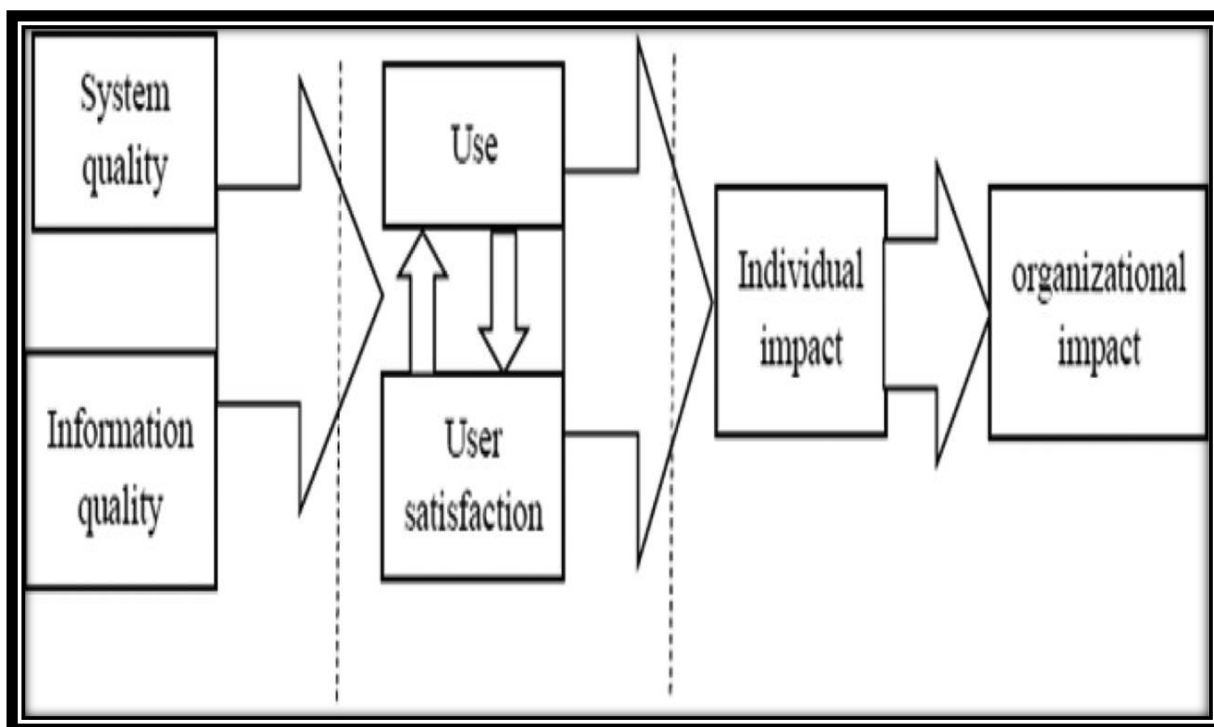 System
quality
Information
quality
Use
User
satisfaction
Individual
impact
organizational
impact